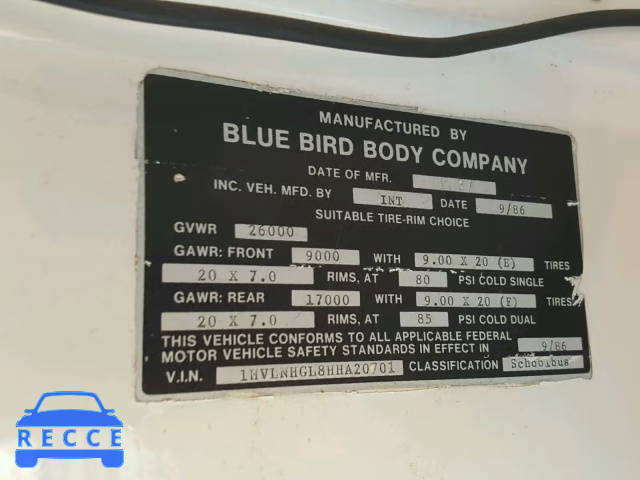 MANUFACTURED BY
BLUE BIRD BODY COMPANY
DATE OF MFR.
INC. VEH. MFD. BY INT DATE 9/86
SUITABLE TIRE-RIM CHOICE
GVWR 26000
GAWR: FRONT 9000 WITH 9.00 X 20 (E) TIRES
20 X 7.0 RIMS, AT 80 PSI COLD SINGLE
GAWR: REAR 17000 WITH 9.00 X 20 (F) TIRES
20 X 7.0 RIMS, AT 85 PSI COLD DUAL
THIS VEHICLE CONFORMS TO ALL APPLICABLE FEDERAL
MOTOR VEHICLE SAFETY STANDARDS IN EFFECT IN 9/86
V.I.N. 1HVLNHGL8HHA20701 CLASSIFICATION Schoolbus
RECCE